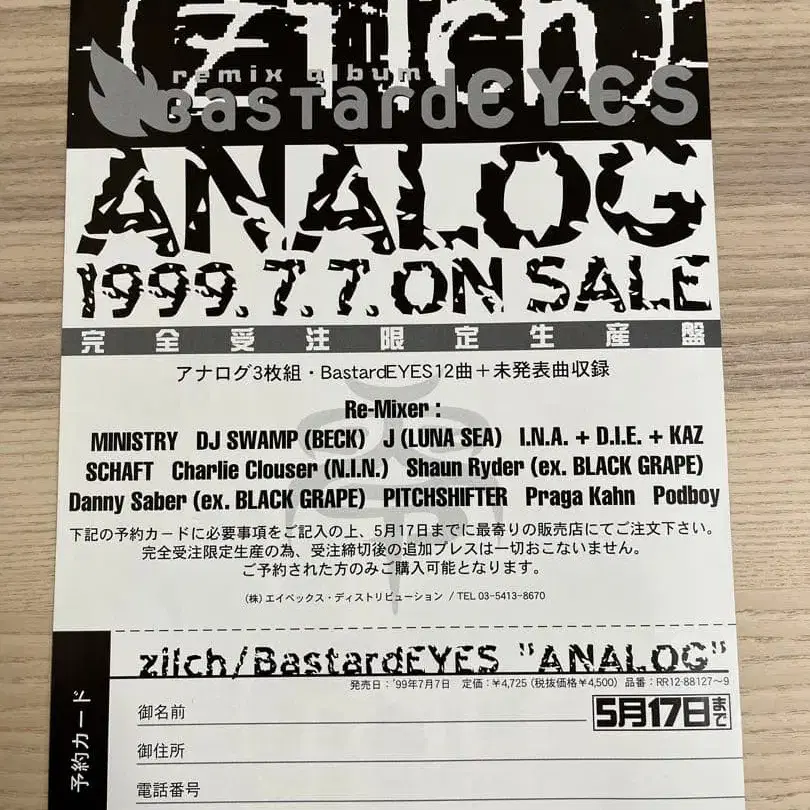 zilch
remix album
BastardEYES
ANALOG
1999.7.7.ON SALE
完全受注限定生産盤
アナログ3枚組・BastardEYES12曲＋未発表曲収録
Re-Mixer :
MINISTRY DJ SWAMP (BECK) J (LUNA SEA) I.N.A. + D.I.E. + KAZ
SCHAFT Charlie Clouser (N.I.N.) Shaun Ryder (ex. BLACK GRAPE)
Danny Saber (ex. BLACK GRAPE) PITCHSHIFTER Praga Kahn Podboy
下記の予約カードに必要事項をご記入の上、5月17日までに最寄りの販売店にてご注文下さい。
完全受注限定生産の為、受注締切後の追加プレスは一切おこないません。
ご予約された方のみご購入可能となります。
（株）エイベックス・ディストリビューション / TEL 03-5413-8670
zilch/BastardEYES "ANALOG"
発売日：'99年7月7日 定価：￥4,725（税抜価格￥4,500）品番：RR12-88127〜9
予約カード
御名前
5月17日まで
御住所
電話番号